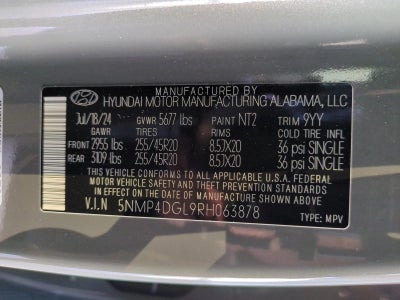 MANUFACTURED BY
HYUNDAI MOTOR MANUFACTURING ALABAMA, LLC
Jul/18/24 GVWR 5677 lbs PAINT NT2 TRIM 9YY
GAWR TIRES RIMS COLD TIRE INFL
FRONT 2955 lbs 255/45R20 8.5JX20 36 psi SINGLE
REAR 3109 lbs 255/45R20 8.5JX20 36 psi SINGLE
THIS VEHICLE CONFORMS TO ALL APPLICABLE U.S.A. FEDERAL
MOTOR VEHICLE SAFETY AND THEFT PREVENTION STANDARDS
IN EFFECT ON THE DATE OF MANUFACTURE SHOWN ABOVE
V.I.N 5NMP4DGL9RH063878 TYPE: MPV